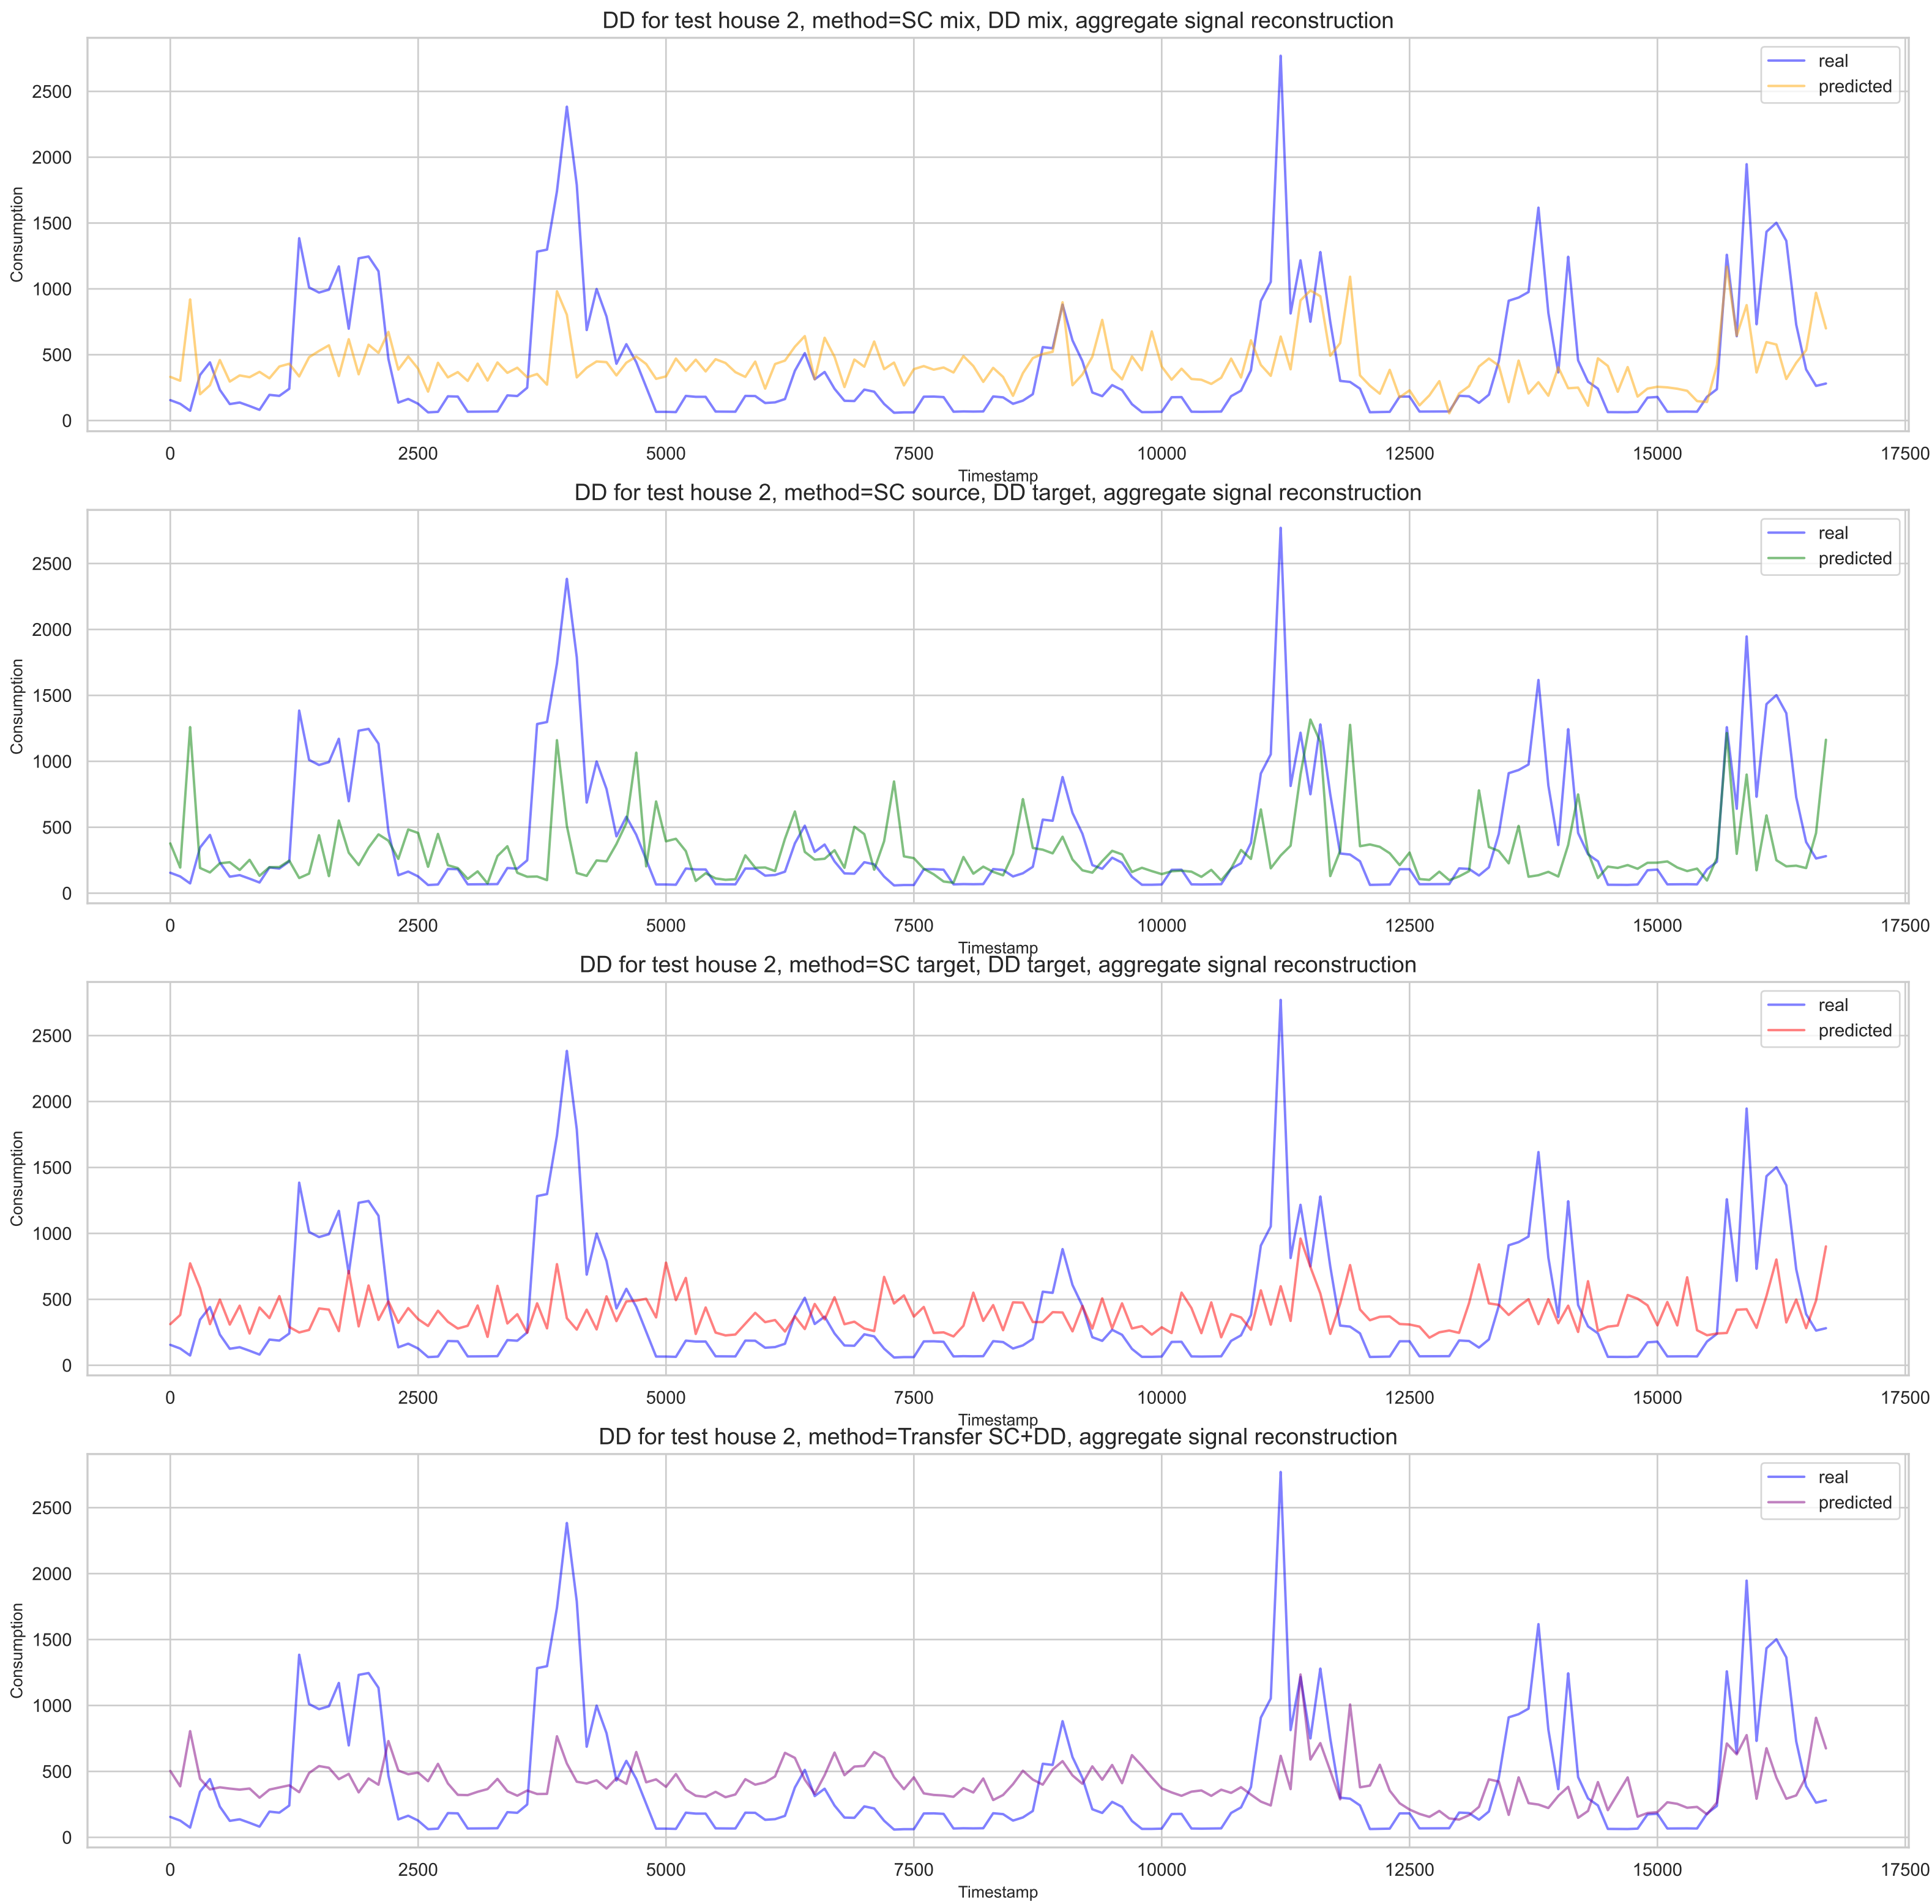 DD for test house 2, method=SC mix, DD mix, aggregate signal reconstruction
real
predicted
2500
2000
1500
1000
500
0
Consumption
0 2500 5000 7500 10000 12500 15000 17500
Timestamp
DD for test house 2, method=SC source, DD target, aggregate signal reconstruction
real
predicted
2500
2000
1500
1000
500
0
Consumption
0 2500 5000 7500 10000 12500 15000 17500
Timestamp
DD for test house 2, method=SC target, DD target, aggregate signal reconstruction
real
predicted
2500
2000
1500
1000
500
0
Consumption
0 2500 5000 7500 10000 12500 15000 17500
Timestamp
DD for test house 2, method=Transfer SC+DD, aggregate signal reconstruction
real
predicted
2500
2000
1500
1000
500
0
Consumption
0 2500 5000 7500 10000 12500 15000 17500
Timestamp